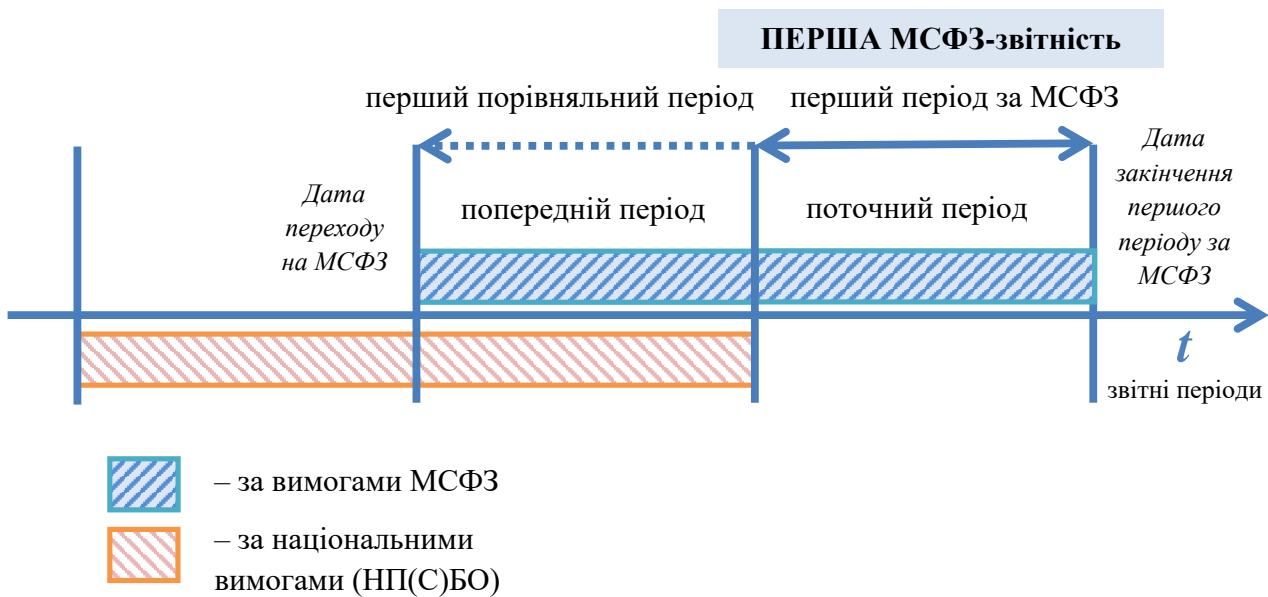 ПЕРША МСФЗ-звітність
перший порівняльний період
перший період за МСФЗ
Дата
переходу
на МСФЗ
попередній період
поточний період
Дата
закінчення
першого
періоду за
МСФЗ
t
звітні періоди
– за вимогами МСФЗ
– за національними
вимогами (НП(С)БО)